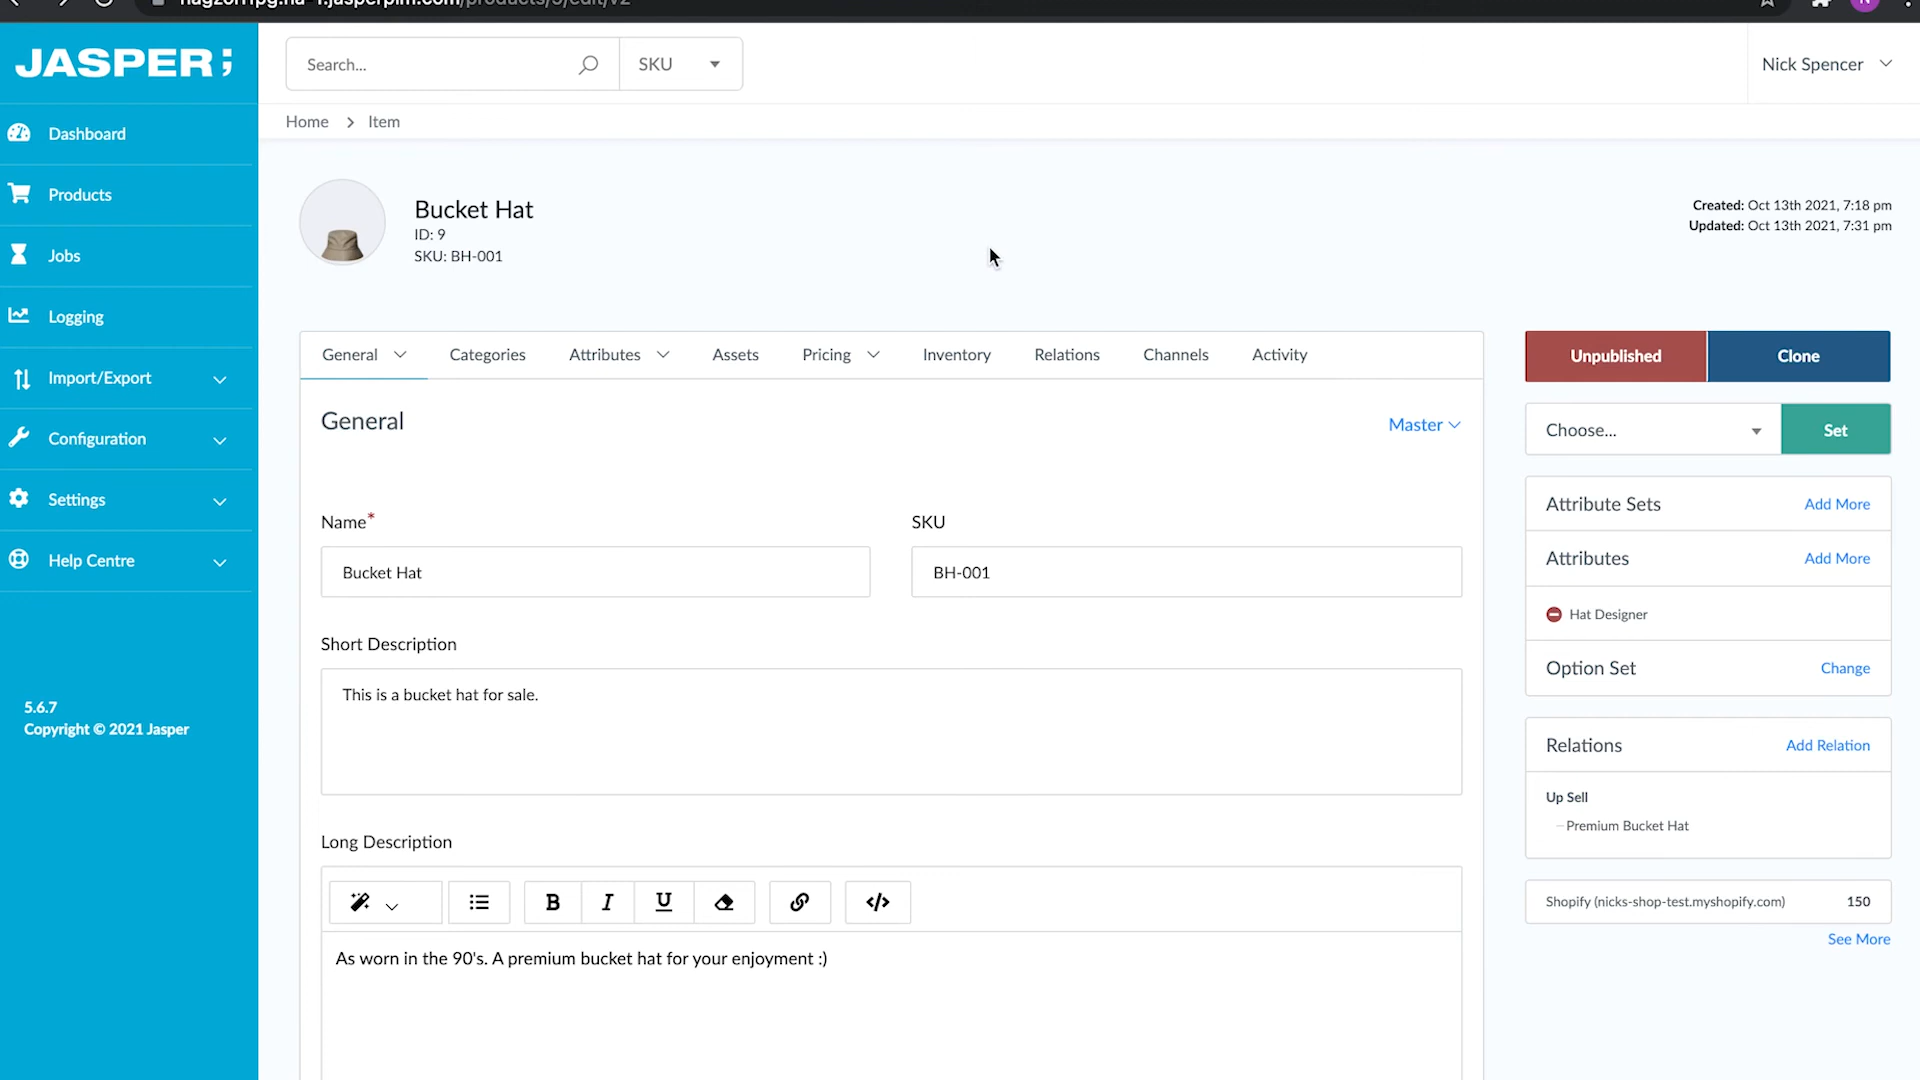 JASPER;
Search...
SKU
Nick Spencer
Home
Item
Dashboard
Products
Jobs
Logging
Import/Export
Configuration
Settings
Help Centre
5.6.7
Copyright © 2021 Jasper
Bucket Hat
ID: 9
SKU: BH-001
Created: Oct 13th 2021, 7:18 pm
Updated: Oct 13th 2021, 7:31 pm
General
Categories
Attributes
Assets
Pricing
Inventory
Relations
Channels
Activity
General
Master
Name*
SKU
Bucket Hat
BH-001
Short Description
This is a bucket hat for sale.
Long Description
B I U </>
As worn in the 90's. A premium bucket hat for your enjoyment :)
Unpublished
Clone
Choose...
Set
Attribute Sets
Add More
Attributes
Add More
Hat Designer
Option Set
Change
Relations
Add Relation
Up Sell
Premium Bucket Hat
Shopify (nicks-shop-test.myshopify.com)
150
See More